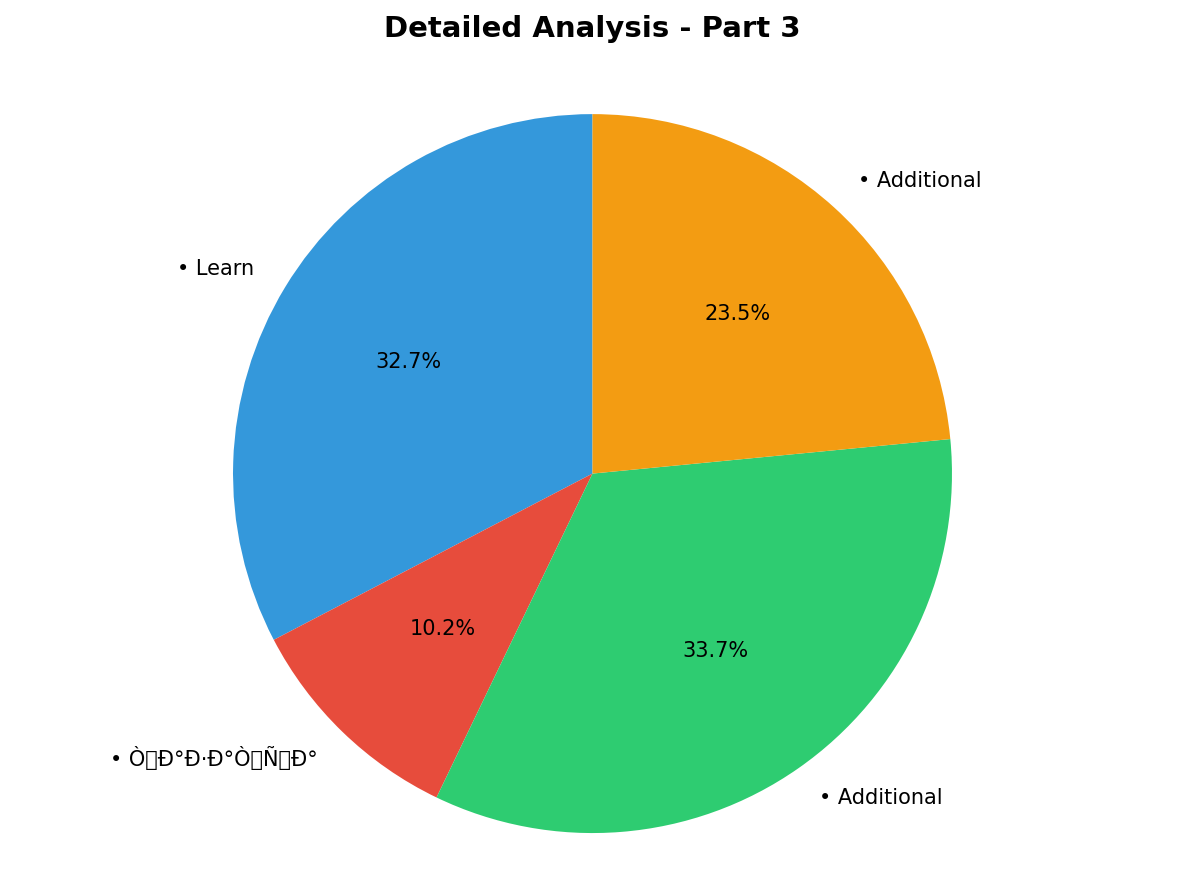 Detailed Analysis - Part 3
• Additional
• Learn
23.5%
32.7%
10.2%
33.7%
• Additional